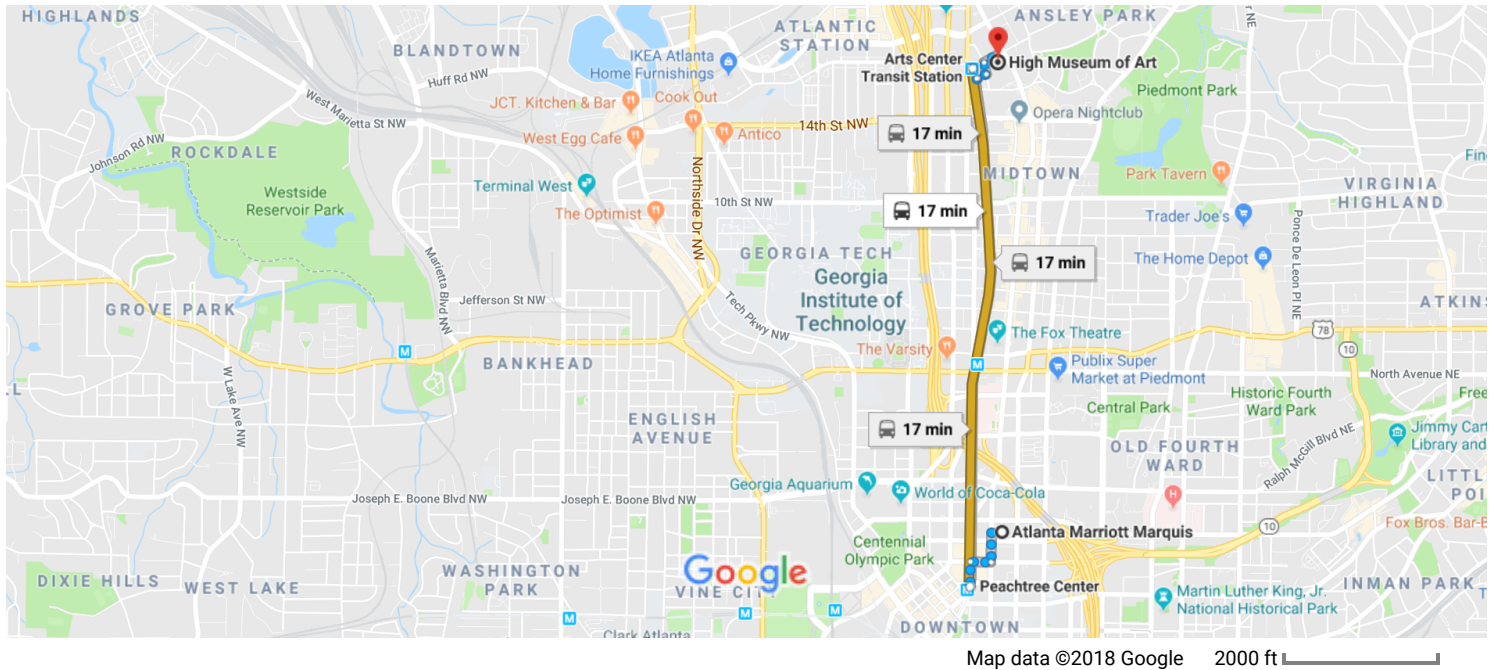 HIGHLANDS
ATLANTIC
STATION
ANSLEY PARK
NE
BLANDTOWN
IKEA Atlanta
Home Furnishings
Arts Center
Transit Station
High Museum of Art
Huff Rd NW
Piedmont Park
West Marietta St NW
JCT. Kitchen & Bar
Cook Out
Opera Nightclub
14th St NW
West Egg Cafe
Antico
17 min
Johnson Rd NW
ROCKDALE
Northside Dr NW
MIDTOWN
Park Tavern
Terminal West
Westside
Reservoir Park
VIRGINIA
HIGHLAND
10th St NW
17 min
The Optimist
Trader Joe's
Ponce De Leon Pl NE
GEORGIA TECH
17 min
The Home Depot
Marietta Blvd NW
Georgia
Institute of
Technology
Tech Pkwy NW
GROVE PARK
Jefferson St NW
ATKINS
78
The Fox Theatre
The Varsity
M
10
BANKHEAD
M
Publix Super
Market at Piedmont
North Avenue NE
W Lake Ave NW
Historic Fourth
Ward Park
Central Park
ENGLISH
AVENUE
17 min
Jimmy Cart
Library and
OLD FOURTH
WARD
Ralph McGill Blvd NE
Georgia Aquarium
World of Coca-Cola
H
Joseph E. Boone Blvd NW
Joseph E. Boone Blvd NW
10
Fox Bros. Bar-B
Atlanta Marriott Marquis
Centennial
Olympic Park
Google
DIXIE HILLS
WEST LAKE
WASHINGTON
PARK
VINE CITY
Peachtree Center
INMAN PARK
Martin Luther King, Jr.
National Historical Park
M
M
M
DOWNTOWN
Clark Atlanta
Map data ©2018 Google
2000 ft